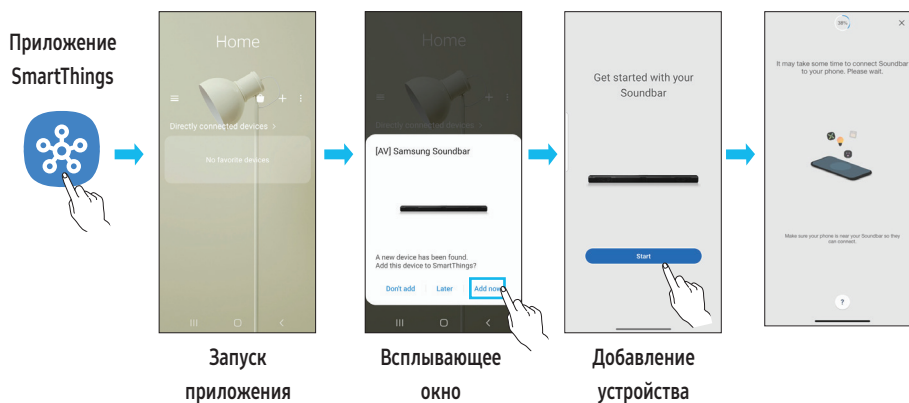 Приложение
SmartThings
Home
Directly connected devices >
No favorite devices
Запуск
приложения
Home
Directly connected devices >
[AV] Samsung Soundbar
A new device has been found.
Add this device to SmartThings?
Don't add
Later
Add now
Всплывающее
окно
Get started with your
Soundbar
Start
Добавление
устройства
It may take some time to connect Soundbar
to your phone. Please wait.
Make sure your phone is near your Soundbar so they
can connect.
?